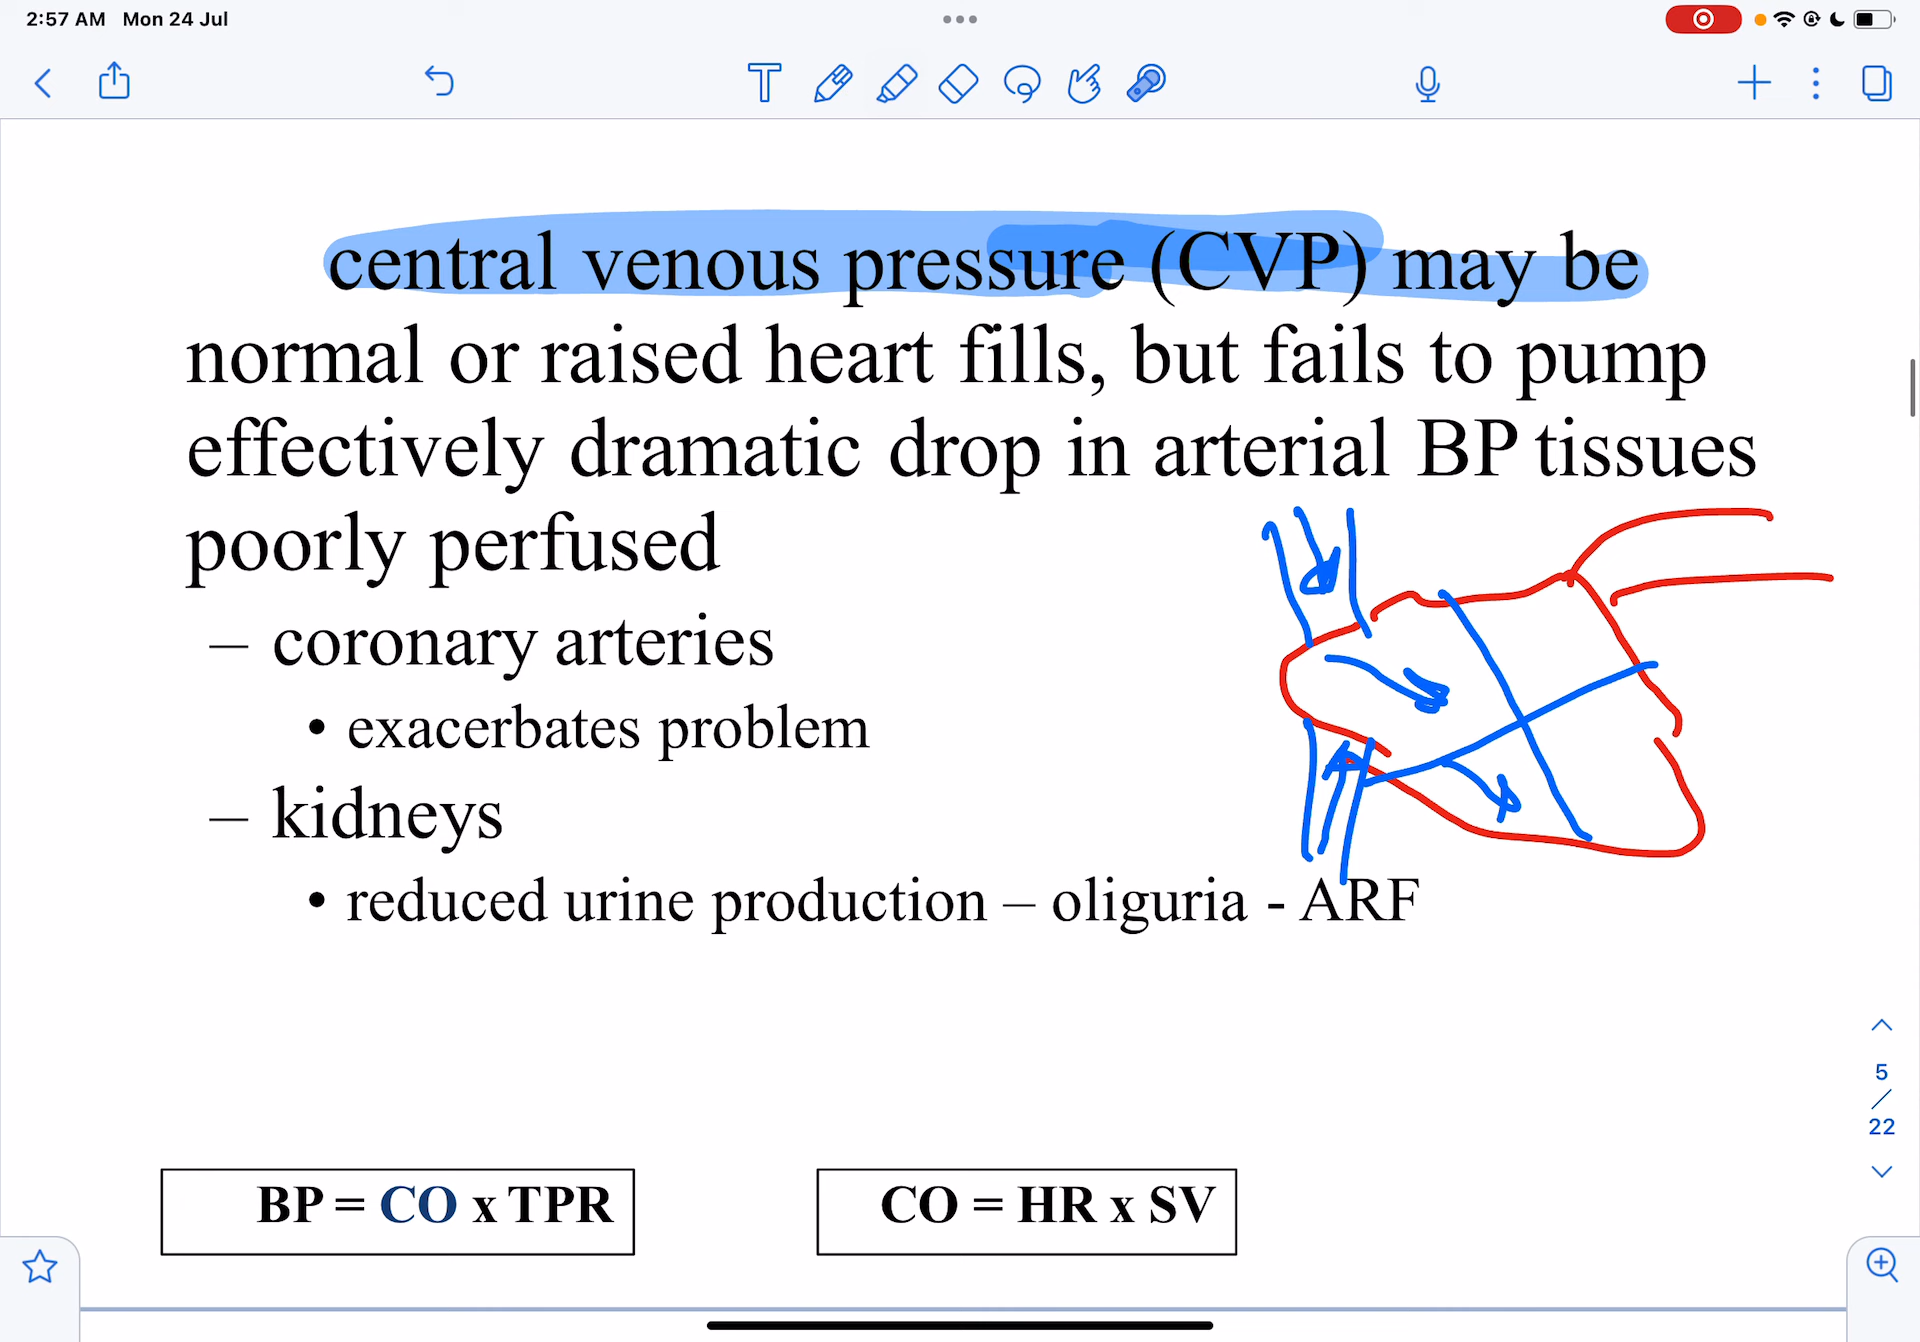 2:57 AM Mon 24 Jul
central venous pressure (CVP) may be
normal or raised heart fills, but fails to pump
effectively dramatic drop in arterial BP tissues
poorly perfused
– coronary arteries
• exacerbates problem
– kidneys
• reduced urine production – oliguria - ARF
5
/
22
BP = CO x TPR
CO = HR x SV